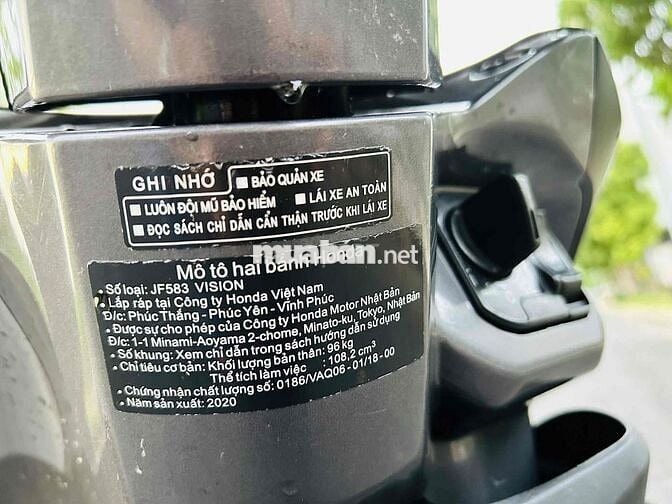 GHI NHỚ
■ BẢO QUẢN XE
■ LUÔN ĐỘI MŨ BẢO HIỂM ■ LÁI XE AN TOÀN
■ ĐỌC SÁCH CHỈ DẪN CẨN THẬN TRƯỚC KHI LÁI XE
muaban.net
Mô tô hai bánh
• Số loại: JF583 VISION
• Lắp ráp tại Công ty Honda Việt Nam
Đ/c: Phúc Thắng - Phúc Yên - Vĩnh Phúc
• Được sự cho phép của Công ty Honda Motor Nhật Bản
Đ/c: 1-1 Minami-Aoyama 2-chome, Minato-ku, Tokyo, Nhật Bản
• Số khung: Xem chỉ dẫn trong sách hướng dẫn sử dụng
• Chỉ tiêu cơ bản: Khối lượng bản thân: 96 kg
Thể tích làm việc : 108,2 cm³
• Chứng nhận chất lượng số: 0186/VAQ06 - 01/18 - 00
• Năm sản xuất: 2020